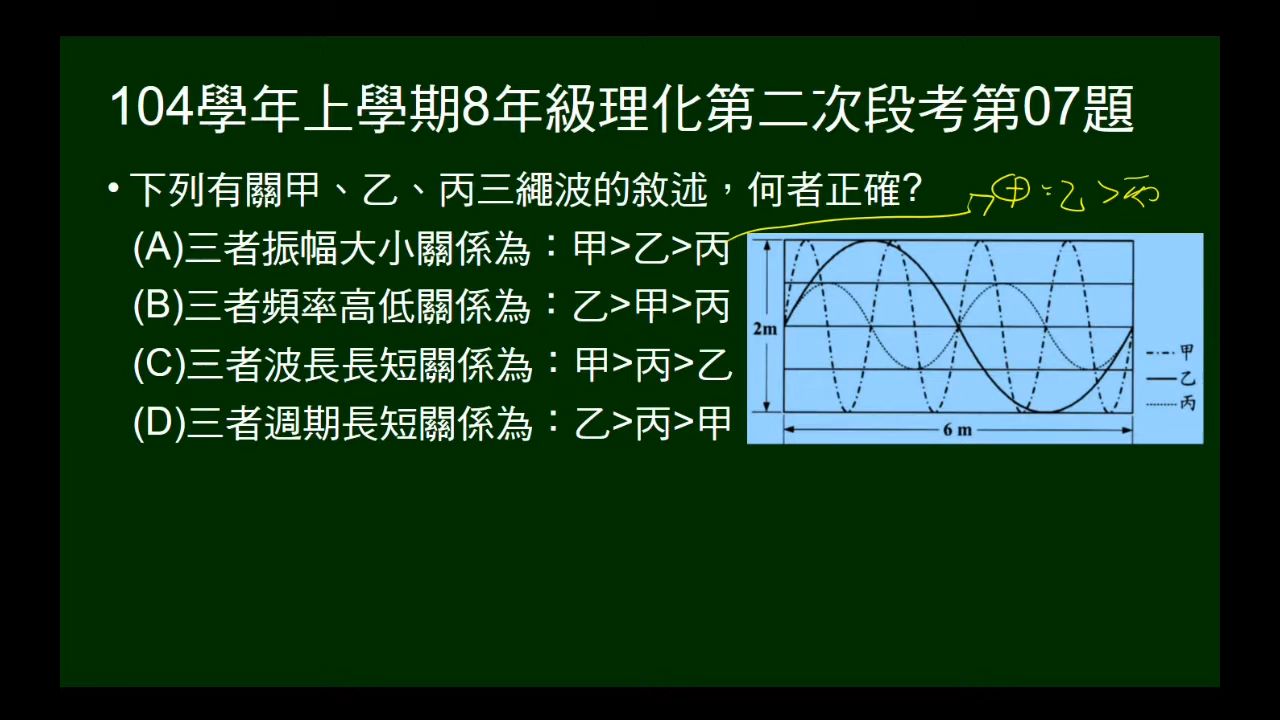 104學年上學期8年級理化第二次段考第07題
•下列有關甲、乙、丙三繩波的敘述，何者正確?
甲=乙>丙
(A)三者振幅大小關係為：甲>乙>丙
(B)三者頻率高低關係為：乙>甲>丙
(C)三者波長長短關係為：甲>丙>乙
(D)三者週期長短關係為：乙>丙>甲
2m
甲
乙
丙
6 m